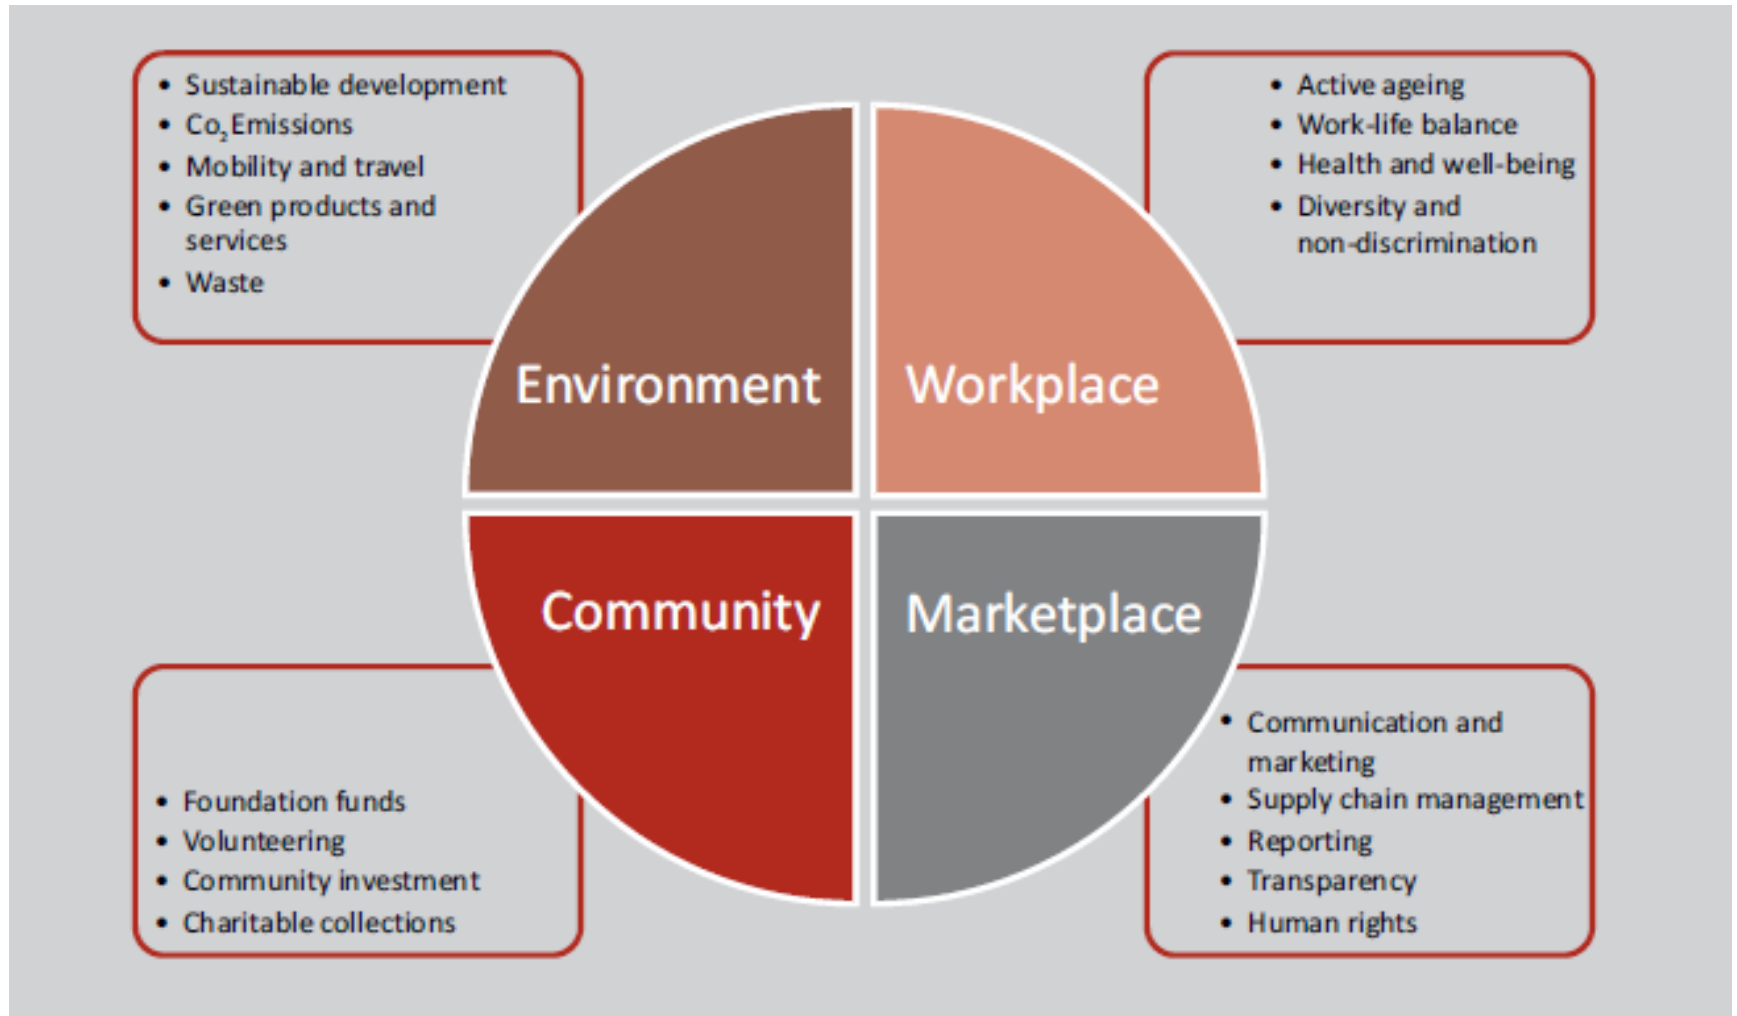 • Sustainable development
• Co₂ Emissions
• Mobility and travel
• Green products and
services
• Waste
• Active ageing
• Work-life balance
• Health and well-being
• Diversity and
non-discrimination
Environment
Workplace
Community
Marketplace
• Foundation funds
• Volunteering
• Community investment
• Charitable collections
• Communication and
marketing
• Supply chain management
• Reporting
• Transparency
• Human rights